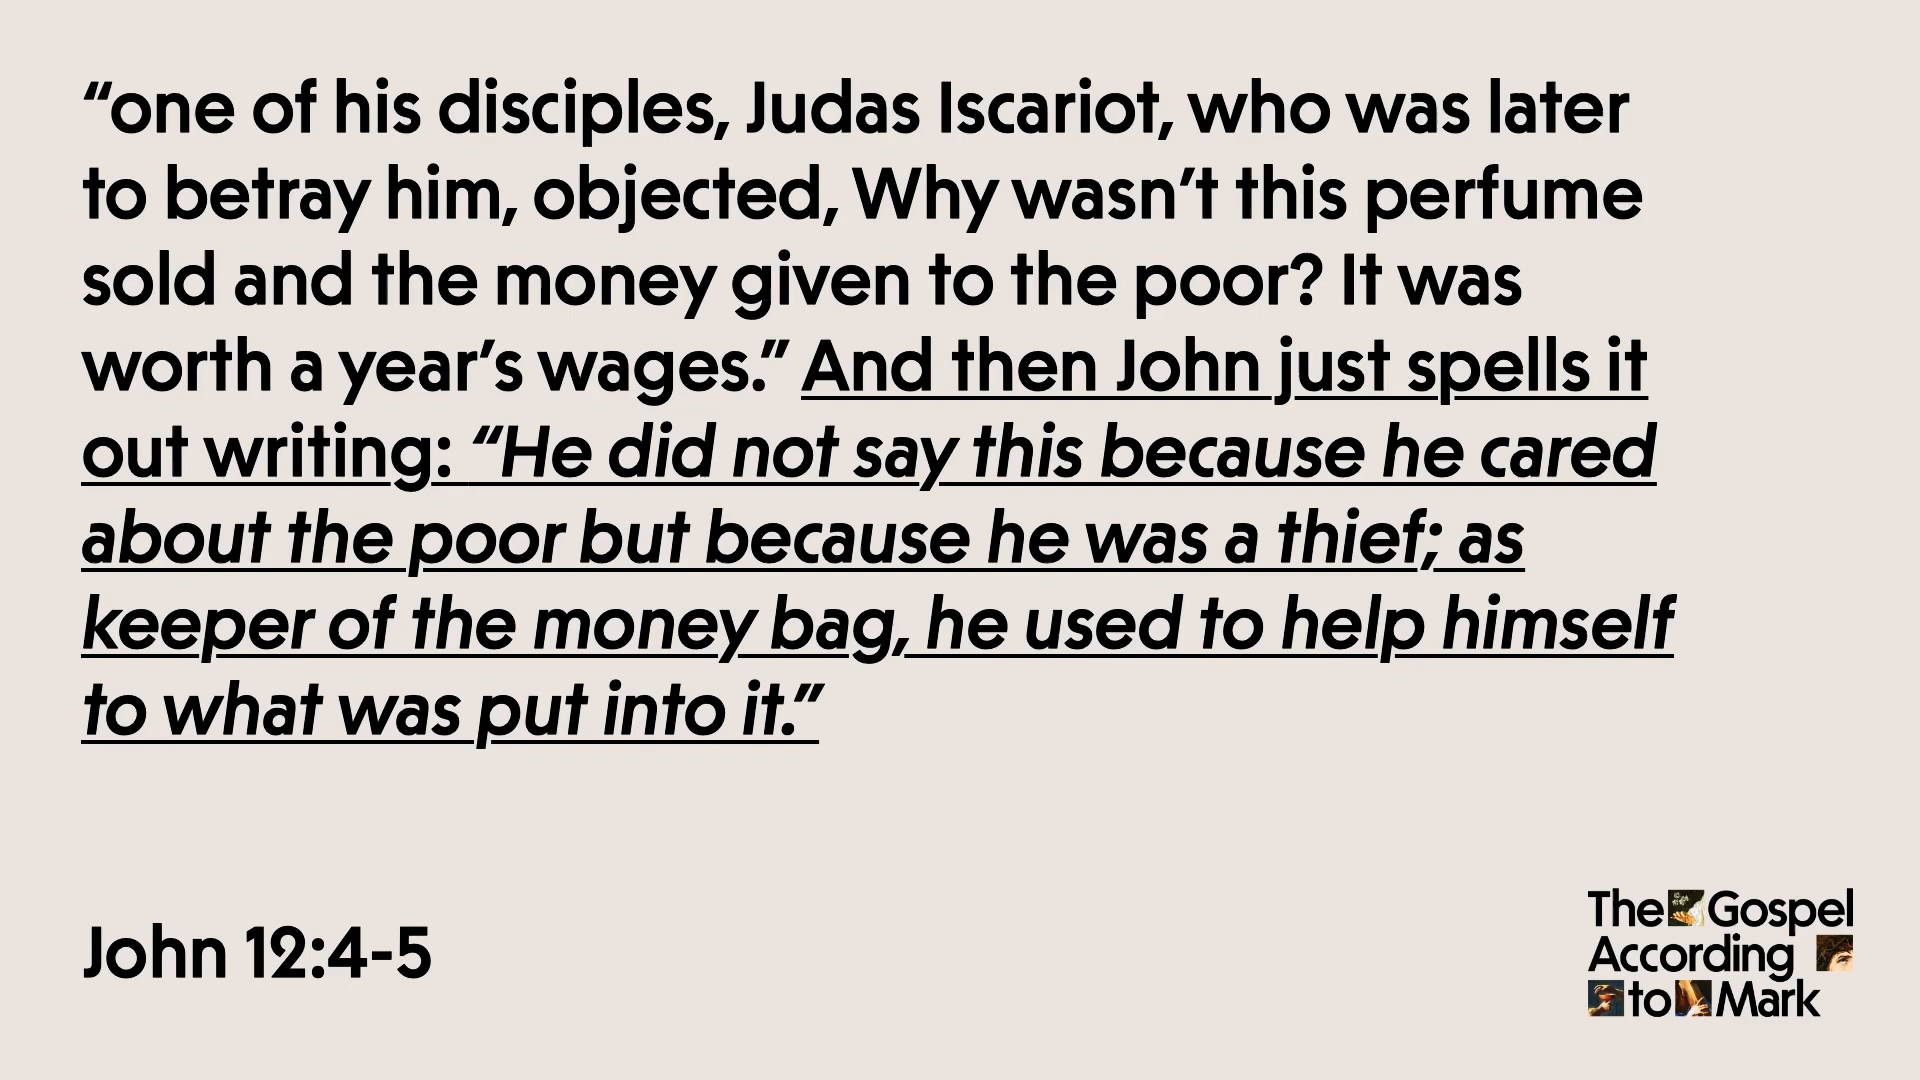 “one of his disciples, Judas Iscariot, who was later
to betray him, objected, Why wasn’t this perfume
sold and the money given to the poor? It was
worth a year’s wages.” And then John just spells it
out writing: “He did not say this because he cared
about the poor but because he was a thief; as
keeper of the money bag, he used to help himself
to what was put into it.”
John 12:4-5
The Gospel
According
to Mark